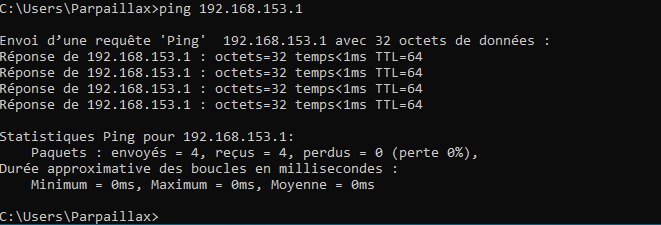 C:\Users\Parpaillax>ping 192.168.153.1
Envoi d’une requête 'Ping'  192.168.153.1 avec 32 octets de données :
Réponse de 192.168.153.1 : octets=32 temps<1ms TTL=64
Réponse de 192.168.153.1 : octets=32 temps<1ms TTL=64
Réponse de 192.168.153.1 : octets=32 temps<1ms TTL=64
Réponse de 192.168.153.1 : octets=32 temps<1ms TTL=64
Statistiques Ping pour 192.168.153.1:
    Paquets : envoyés = 4, reçus = 4, perdus = 0 (perte 0%),
Durée approximative des boucles en millisecondes :
    Minimum = 0ms, Maximum = 0ms, Moyenne = 0ms
C:\Users\Parpaillax>